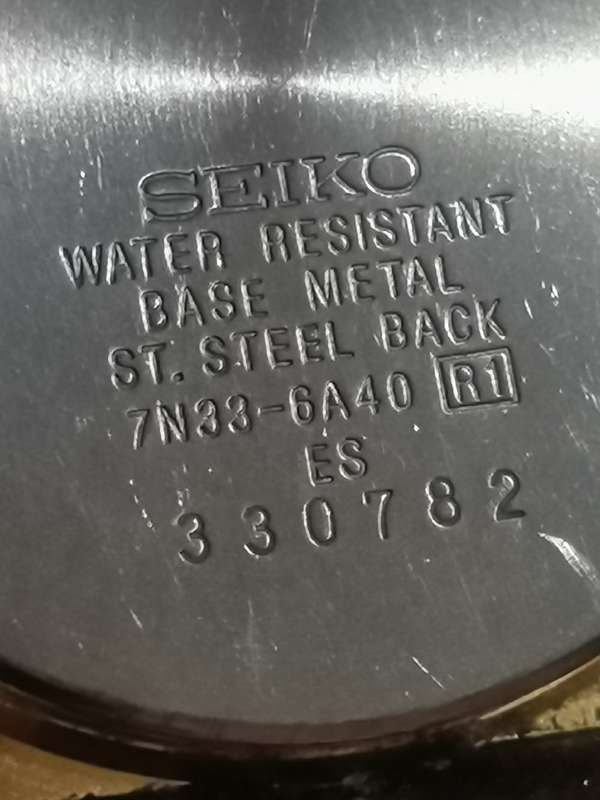 SEIKO
WATER RESISTANT
BASE METAL
ST. STEEL BACK
7N33-6A40 R1
ES
330782